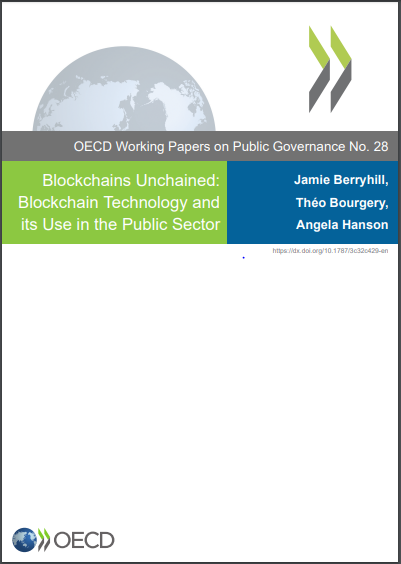 OECD Working Papers on Public Governance No. 28
Blockchains Unchained:
Blockchain Technology and
its Use in the Public Sector
Jamie Berryhill,
Théo Bourgery,
Angela Hanson
https://dx.doi.org/10.1787/3c32c429-en
OECD